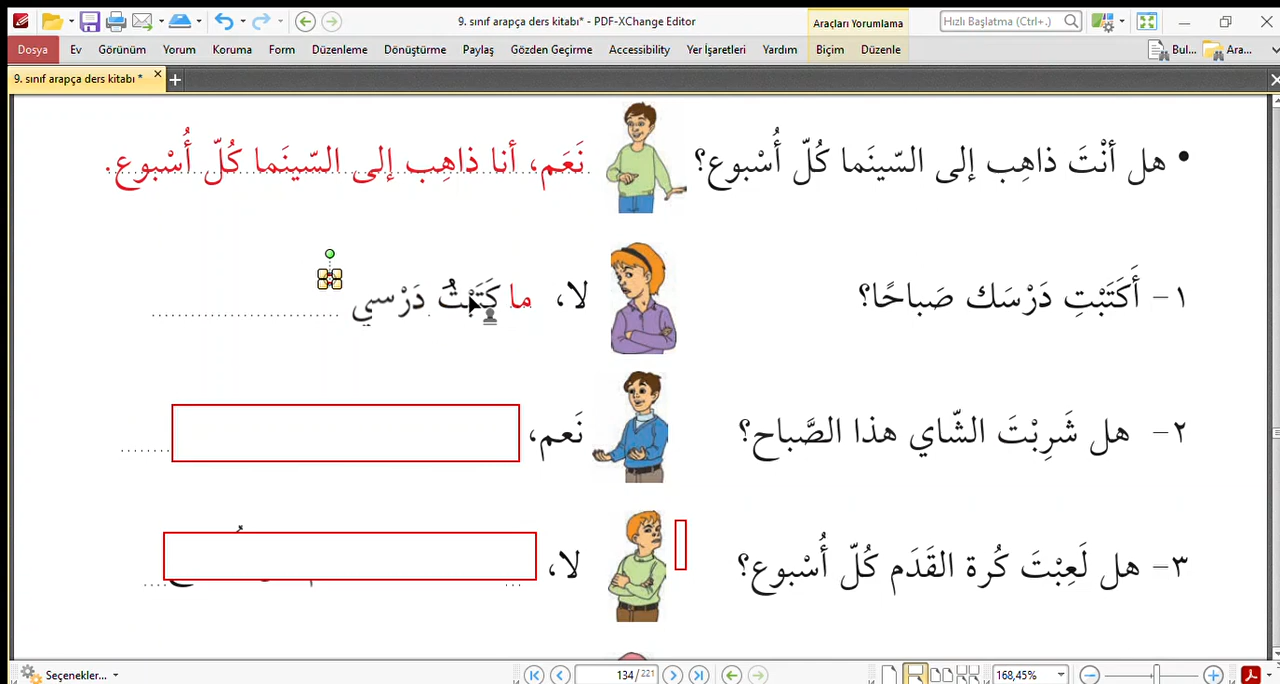 9. sınıf arapça ders kitabı* - PDF-XChange Editor
Araçları Yorumlama
Hızlı Başlatma (Ctrl+.)
Dosya Ev Görünüm Yorum Koruma Form Düzenleme Dönüştürme Paylaş Gözden Geçirme Accessibility Yer İşaretleri Yardım Biçim Düzenle Bul... Ara...
9. sınıf arapça ders kitabı *
• هل أنْتَ ذاهِب إلى السّينَما كُلّ أُسْبوع؟ نَعَم، أنا ذاهِب إلى السّينَما كُلّ أُسْبوع.
١- أَكَتَبْتِ دَرْسَك صَباحًا؟ لا، ما كَتَبْتُ دَرْسي
٢- هل شَرِبْتَ الشّاي هذا الصَّباح؟ نَعم،
٣- هل لَعِبْتَ كُرة القَدَم كُلّ أُسْبوع؟ لا،
Seçenekler... 134 / 221 168,45%